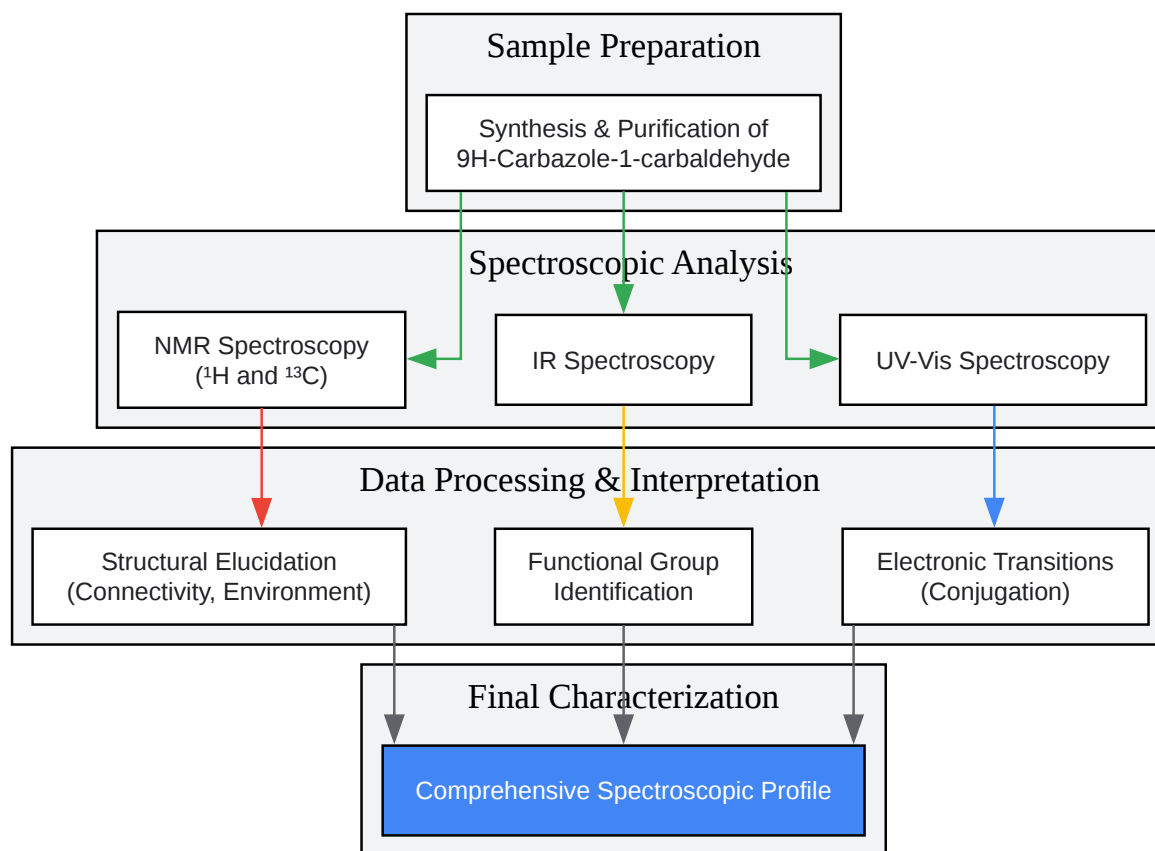 Sample Preparation
Synthesis & Purification of
9H-Carbazole-1-carbaldehyde
Spectroscopic Analysis
NMR Spectroscopy
(¹H and ¹³C)
IR Spectroscopy
UV-Vis Spectroscopy
Data Processing & Interpretation
Structural Elucidation
(Connectivity, Environment)
Functional Group
Identification
Electronic Transitions
(Conjugation)
Final Characterization
Comprehensive Spectroscopic Profile